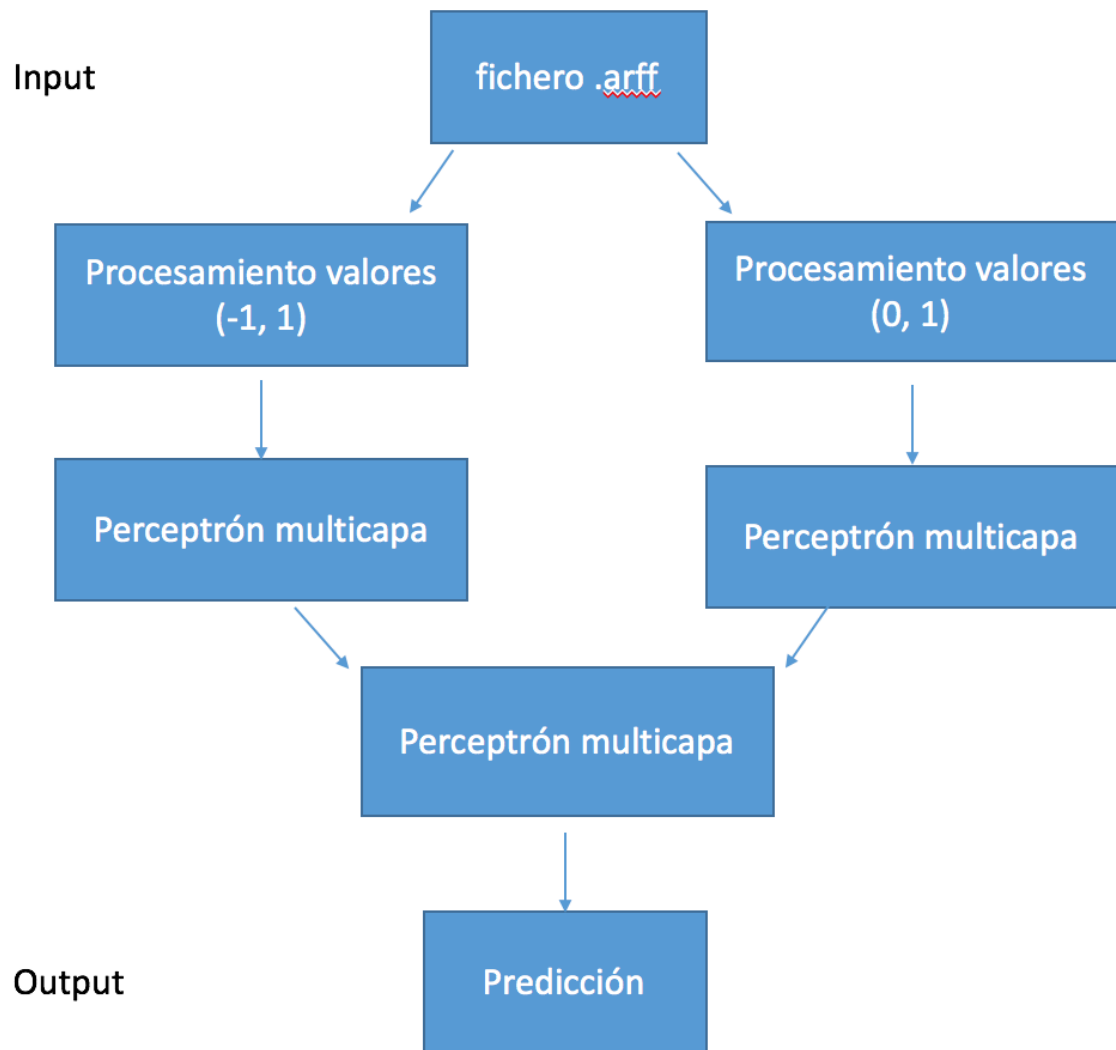 Input
fichero .arff
Procesamiento valores
(-1, 1)
Procesamiento valores
(0, 1)
Perceptrón multicapa
Perceptrón multicapa
Perceptrón multicapa
Output
Predicción